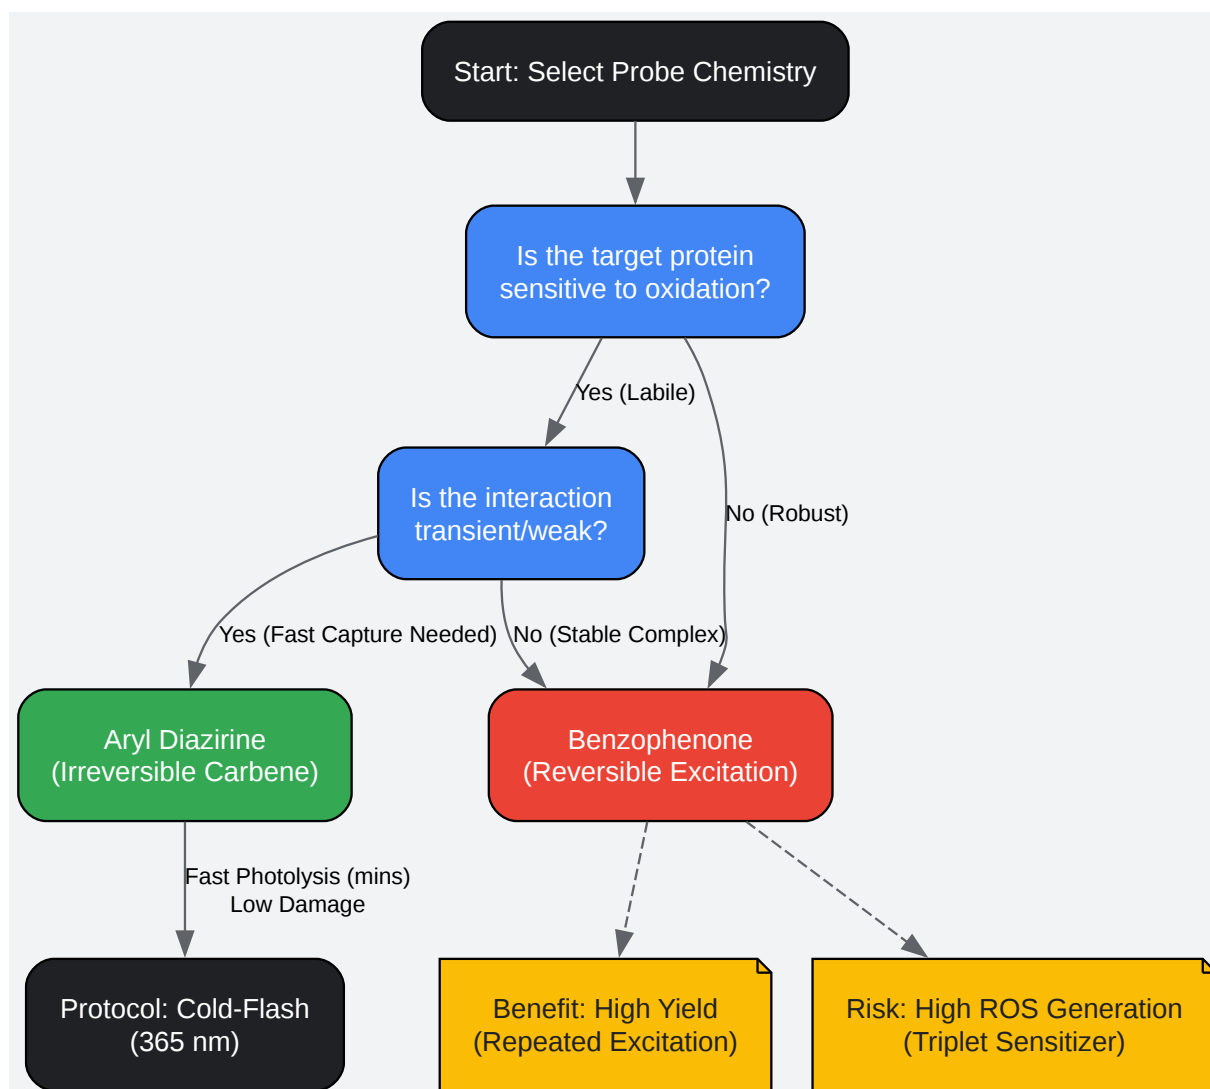 Start: Select Probe Chemistry
Is the target protein
sensitive to oxidation?
Yes (Labile)
Is the interaction
transient/weak?
No (Robust)
Yes (Fast Capture Needed)
No (Stable Complex)
Aryl Diazirine
(Irreversible Carbene)
Benzophenone
(Reversible Excitation)
Fast Photolysis (mins)
Low Damage
Protocol: Cold-Flash
(365 nm)
Benefit: High Yield
(Repeated Excitation)
Risk: High ROS Generation
(Triplet Sensitizer)